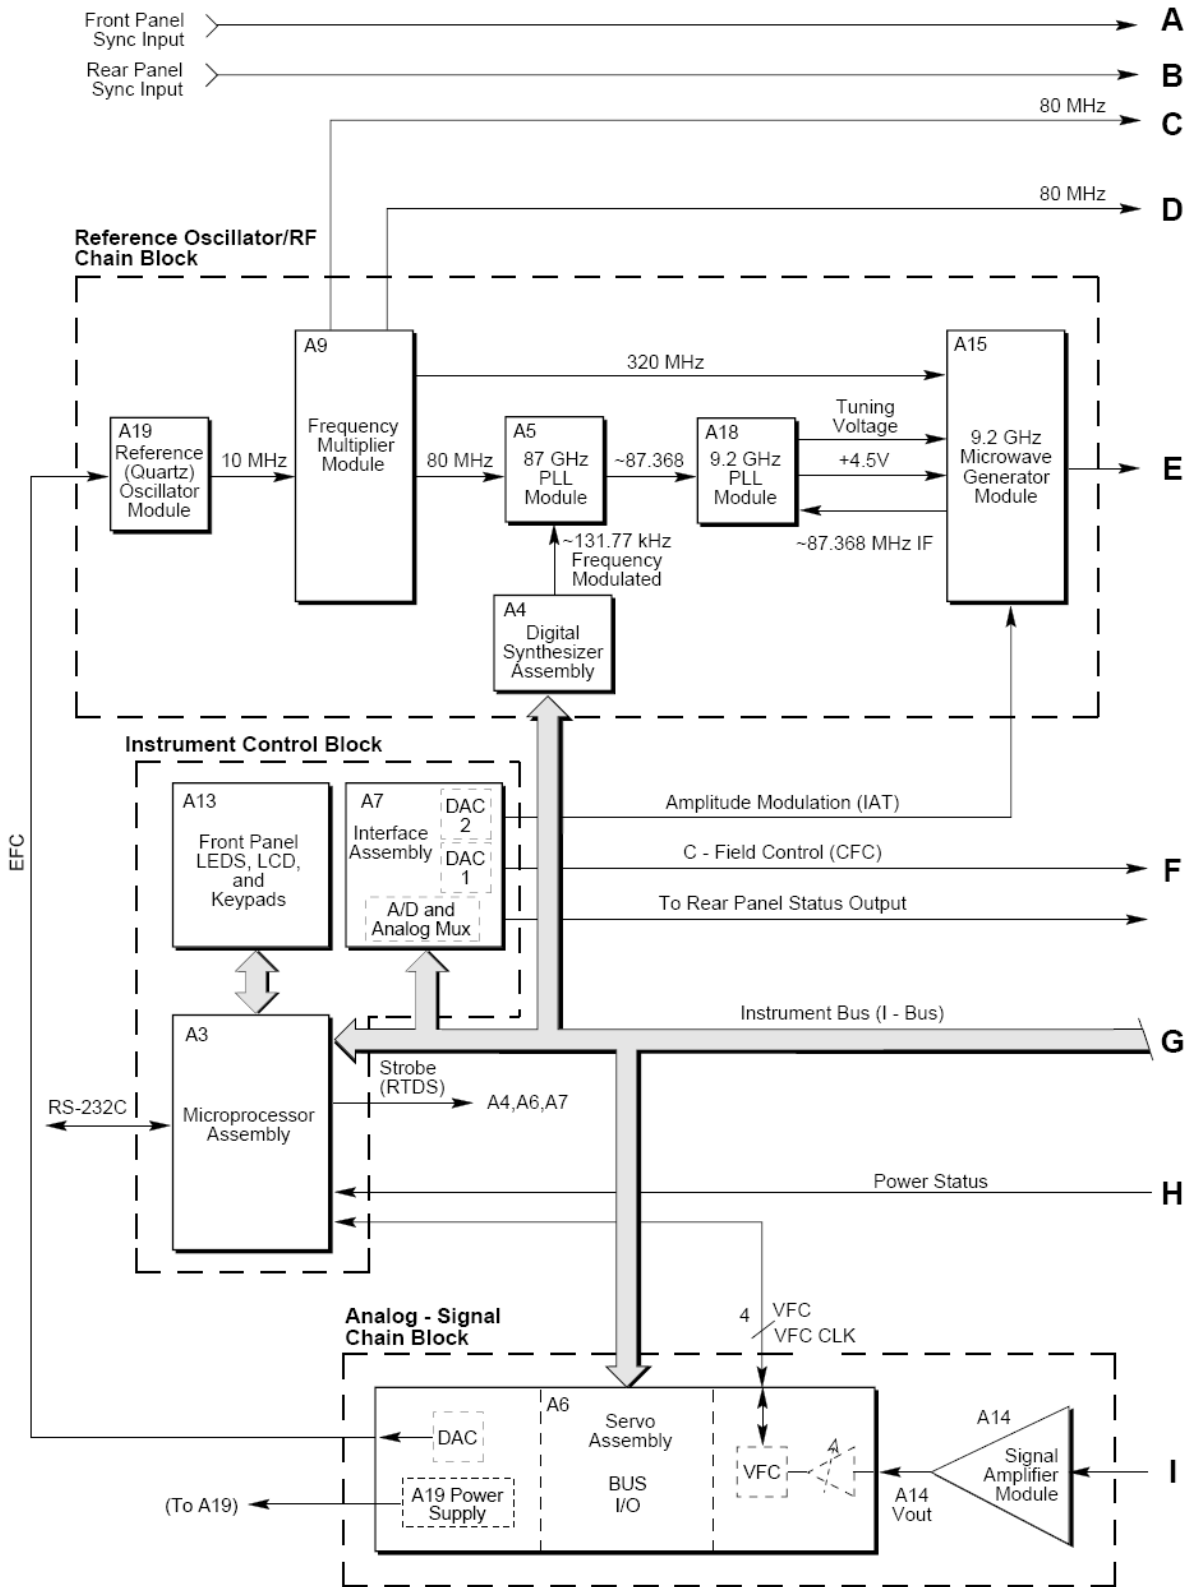 Front Panel
Sync Input
A
Rear Panel
Sync Input
B
80 MHz
C
80 MHz
D
Reference Oscillator/RF
Chain Block
A9
Frequency
Multiplier
Module
320 MHz
A15
9.2 GHz
Microwave
Generator
Module
A19
Reference
(Quartz)
Oscillator
Module
10 MHz
80 MHz
A5
87 GHz
PLL
Module
~87.368
A18
9.2 GHz
PLL
Module
Tuning
Voltage
+4.5V
~87.368 MHz IF
E
~131.77 kHz
Frequency
Modulated
A4
Digital
Synthesizer
Assembly
Instrument Control Block
A13
Front Panel
LEDS, LCD,
and
Keypads
A7
Interface
Assembly
DAC
2
DAC
1
A/D and
Analog Mux
Amplitude Modulation (IAT)
C - Field Control (CFC)
F
To Rear Panel Status Output
EFC
Instrument Bus (I - Bus)
G
A3
Microprocessor
Assembly
Strobe
(RTDS)
A4,A6,A7
RS-232C
Power Status
H
4
VFC
VFC CLK
Analog - Signal
Chain Block
A6
Servo
Assembly
BUS
I/O
DAC
A19 Power
Supply
(To A19)
VFC
A14
Vout
A14
Signal
Amplifier
Module
I